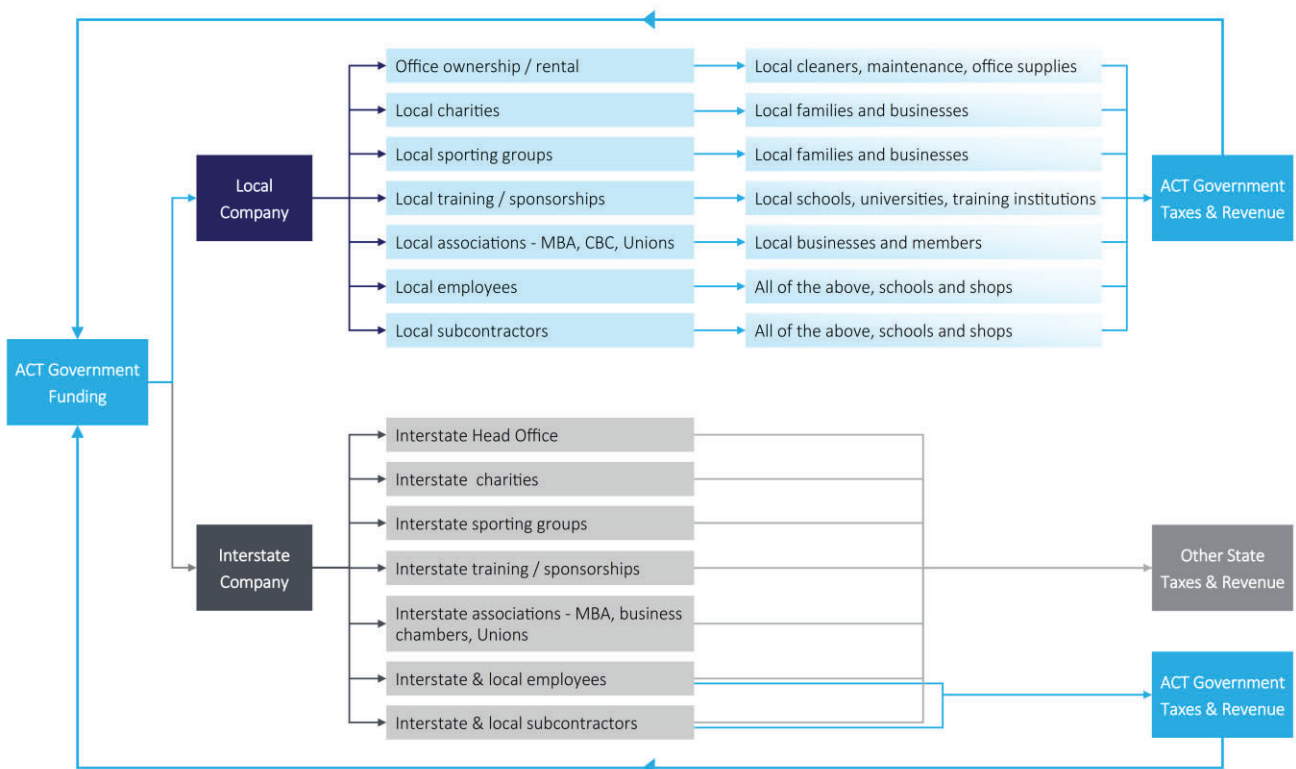 Office ownership / rental
Local cleaners, maintenance, office supplies
Local charities
Local families and businesses
Local sporting groups
Local families and businesses
Local
Company
Local training / sponsorships
Local schools, universities, training institutions
ACT Government
Taxes & Revenue
Local associations - MBA, CBC, Unions
Local businesses and members
Local employees
All of the above, schools and shops
Local subcontractors
All of the above, schools and shops
ACT Government
Funding
Interstate Head Office
Interstate  charities
Interstate sporting groups
Interstate
Company
Interstate training / sponsorships
Other State
Taxes & Revenue
Interstate associations - MBA, business
chambers, Unions
Interstate & local employees
ACT Government
Taxes & Revenue
Interstate & local subcontractors